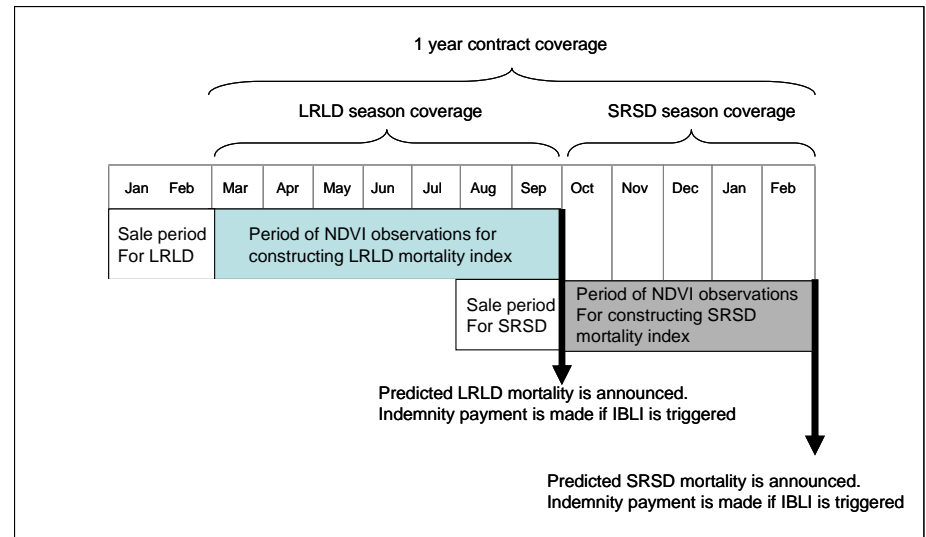 1 year contract coverage
LRLD season coverage
SRSD season coverage
Jan Feb Mar Apr May Jun Jul Aug Sep Oct Nov Dec Jan Feb
Sale period
For LRLD
Period of NDVI observations for
constructing LRLD mortality index
Sale period
For SRSD
Period of NDVI observations
For constructing SRSD
mortality index
Predicted LRLD mortality is announced.
Indemnity payment is made if IBLI is triggered
Predicted SRSD mortality is announced.
Indemnity payment is made if IBLI is triggered